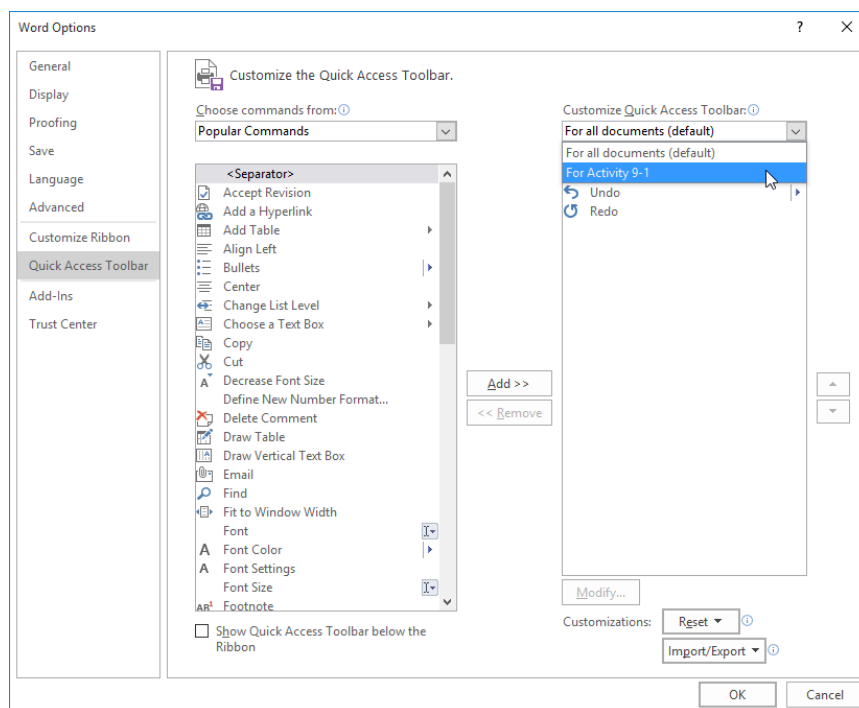 Word Options
?
General
Display
Proofing
Save
Language
Advanced
Customize Ribbon
Quick Access Toolbar
Add-Ins
Trust Center
Customize the Quick Access Toolbar.
Choose commands from:
Popular Commands
<Separator>
Accept Revision
Add a Hyperlink
Add Table
Align Left
Bullets
Center
Change List Level
Choose a Text Box
Copy
Cut
Decrease Font Size
Define New Number Format...
Delete Comment
Draw Table
Draw Vertical Text Box
Email
Find
Fit to Window Width
Font
Font Color
Font Settings
Font Size
Footnote
Show Quick Access Toolbar below the
Ribbon
Add >>
<< Remove
Customize Quick Access Toolbar:
For all documents (default)
For all documents (default)
For Activity 9-1
Undo
Redo
Modify...
Customizations:
Reset
Import/Export
OK
Cancel